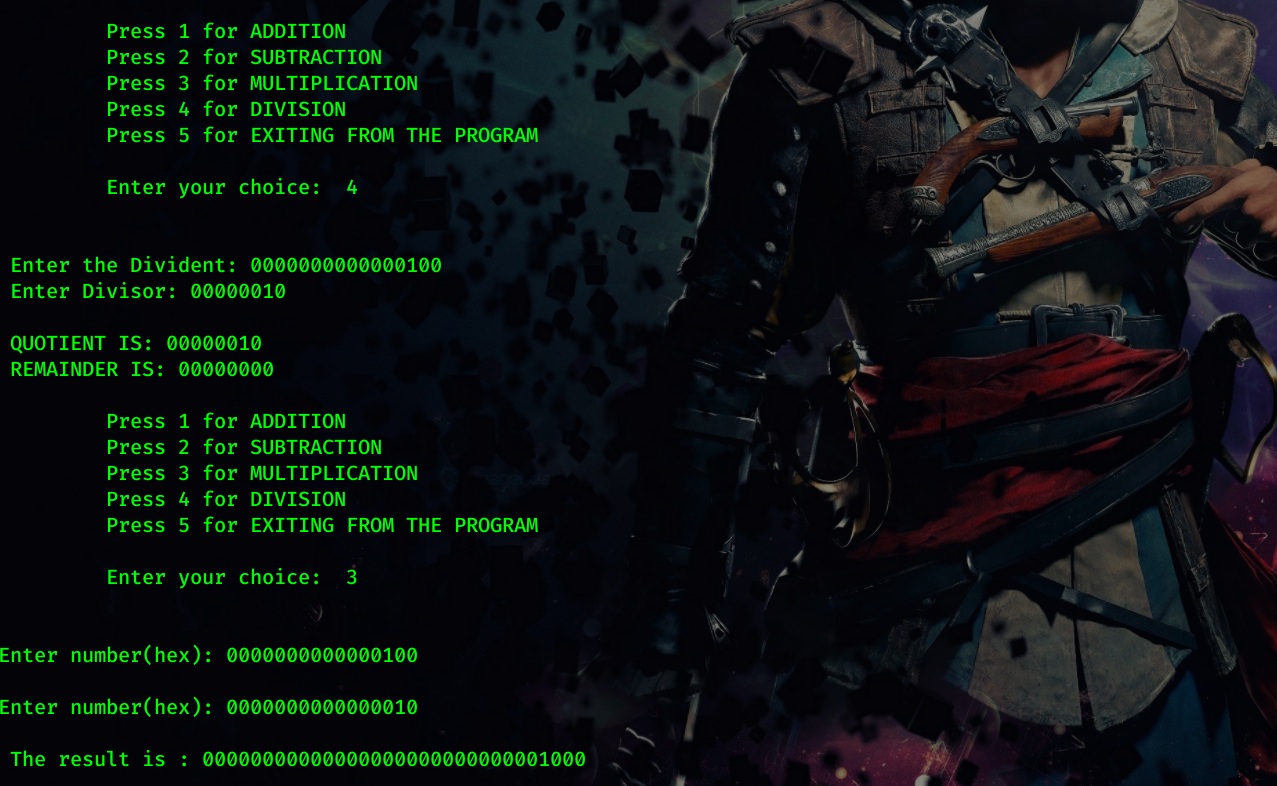 Press 1 for ADDITION
Press 2 for SUBTRACTION
Press 3 for MULTIPLICATION
Press 4 for DIVISION
Press 5 for EXITING FROM THE PROGRAM
Enter your choice:  4
Enter the Divident: 0000000000000100
Enter Divisor: 00000010
QUOTIENT IS: 00000010
REMAINDER IS: 00000000
Press 1 for ADDITION
Press 2 for SUBTRACTION
Press 3 for MULTIPLICATION
Press 4 for DIVISION
Press 5 for EXITING FROM THE PROGRAM
Enter your choice:  3
Enter number(hex): 0000000000000100
Enter number(hex): 0000000000000010
The result is : 00000000000000000000000000001000